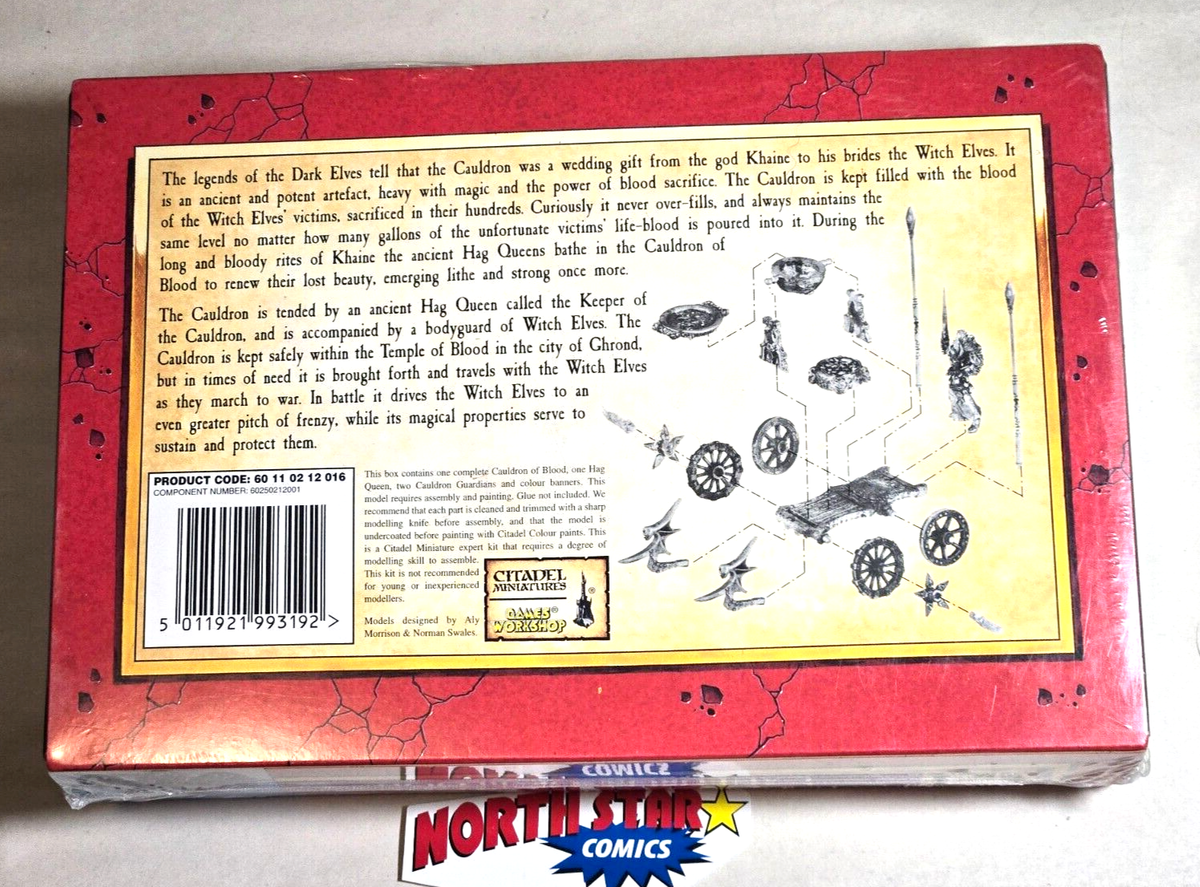 The legends of the Dark Elves tell that the Cauldron was a wedding gift from the god Khaine to his brides the Witch Elves. It
is an ancient and potent artefact, heavy with magic and the power of blood sacrifice. The Cauldron is kept filled with the blood
of the Witch Elves' victims, sacrificed in their hundreds. Curiously it never over-fills, and always maintains the
same level no matter how many gallons of the unfortunate victims' life-blood is poured into it. During the
long and bloody rites of Khaine the ancient Hag Queens bathe in the Cauldron of
Blood to renew their lost beauty, emerging lithe and strong once more.
The Cauldron is tended by an ancient Hag Queen called the Keeper of
the Cauldron, and is accompanied by a bodyguard of Witch Elves. The
Cauldron is kept safely within the Temple of Blood in the city of Ghrond,
but in times of need it is brought forth and travels with the Witch Elves
as they march to war. In battle it drives the Witch Elves to an
even greater pitch of frenzy, while its magical properties serve to
sustain and protect them.
PRODUCT CODE: 60 11 02 12 016
COMPONENT NUMBER: 60250212001
5 011921 993192 >
This box contains one complete Cauldron of Blood, one Hag
Queen, two Cauldron Guardians and colour banners. This
model requires assembly and painting. Glue not included. We
recommend that each part is cleaned and trimmed with a sharp
modelling knife before assembly, and that the model is
undercoated before painting with Citadel Colour paints. This
is a Citadel Miniature expert kit that requires a degree of
modelling skill to assemble.
This kit is not recommended
for young or inexperienced
modellers.
Models designed by Aly
Morrison & Norman Swales.
CITADEL
MINIATURES ®
GAMES®
WORKSHOP
NORTH STAR
COMICS